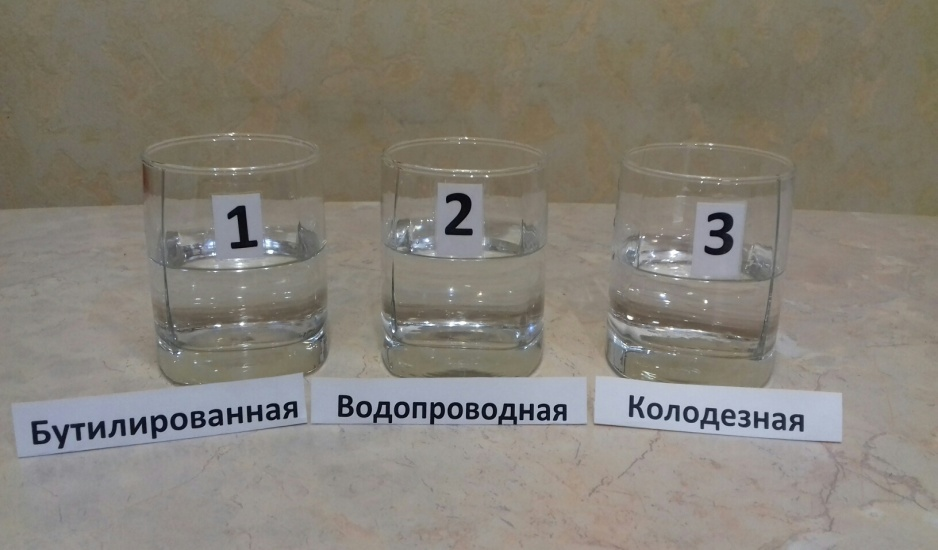 1
2
3
Бутилированная
Водопроводная
Колодезная